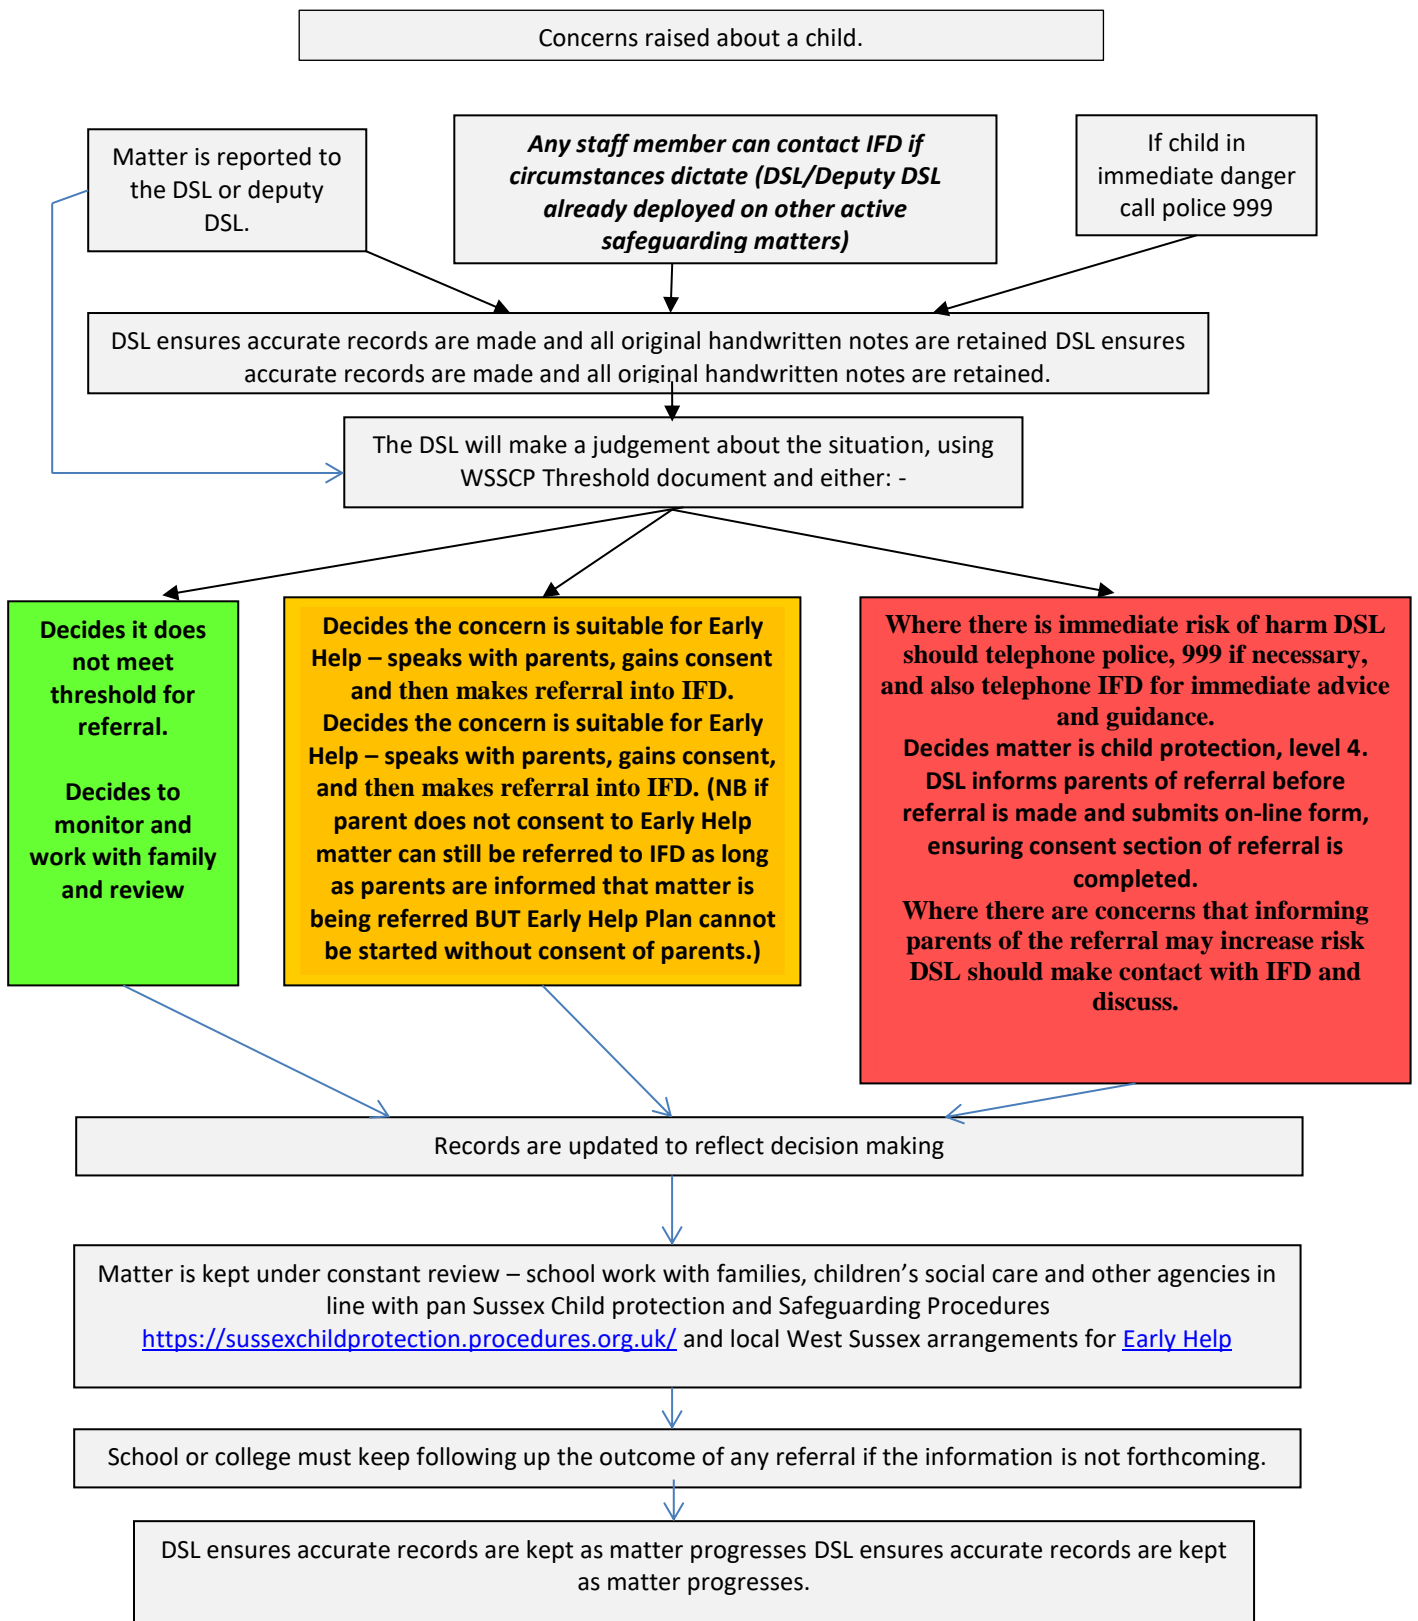 Concerns raised about a child.
Matter is reported to
the DSL or deputy
DSL.
Any staff member can contact IFD if
circumstances dictate (DSL/Deputy DSL
already deployed on other active
safeguarding matters)
If child in
immediate danger
call police 999
DSL ensures accurate records are made and all original handwritten notes are retained DSL ensures
accurate records are made and all original handwritten notes are retained.
The DSL will make a judgement about the situation, using
WSSCP Threshold document and either: -
Decides it does
not meet
threshold for
referral.
Decides to
monitor and
work with family
and review
Decides the concern is suitable for Early
Help – speaks with parents, gains consent
and then makes referral into IFD.
Decides the concern is suitable for Early
Help – speaks with parents, gains consent,
and then makes referral into IFD. (NB if
parent does not consent to Early Help
matter can still be referred to IFD as long
as parents are informed that matter is
being referred BUT Early Help Plan cannot
be started without consent of parents.)
Where there is immediate risk of harm DSL
should telephone police, 999 if necessary,
and also telephone IFD for immediate advice
and guidance.
Decides matter is child protection, level 4.
DSL informs parents of referral before
referral is made and submits on-line form,
ensuring consent section of referral is
completed.
Where there are concerns that informing
parents of the referral may increase risk
DSL should make contact with IFD and
discuss.
Records are updated to reflect decision making
Matter is kept under constant review – school work with families, children’s social care and other agencies in
line with pan Sussex Child protection and Safeguarding Procedures
https://sussexchildprotection.procedures.org.uk/ and local West Sussex arrangements for Early Help
School or college must keep following up the outcome of any referral if the information is not forthcoming.
DSL ensures accurate records are kept as matter progresses DSL ensures accurate records are kept
as matter progresses.